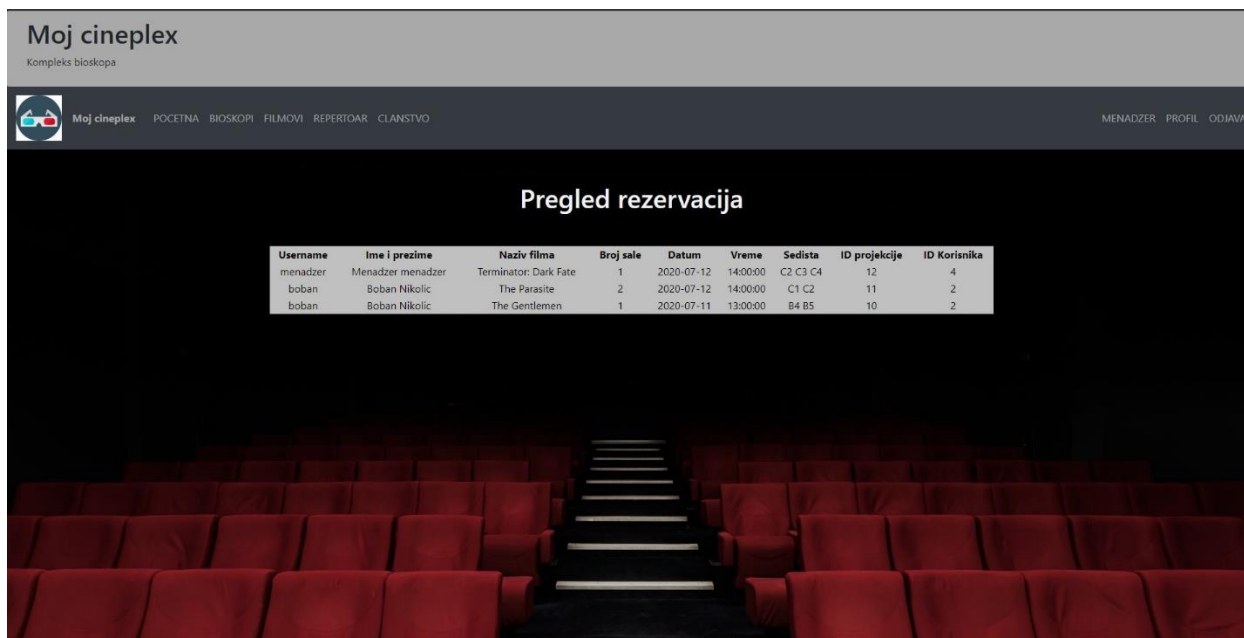 Moj cineplex
Kompleks bioskopa
Moj cineplex POCETNA BIOSKOPI FILMOVI REPERTOAR CLANSTVO MENADZER PROFIL ODJAVA
Pregled rezervacija
Username Ime i prezime Naziv filma Broj sale Datum Vreme Sedista ID projekcije ID Korisnika
menadzer Menadzer menadzer Terminator: Dark Fate 1 2020-07-12 14:00:00 C2 C3 C4 12 4
boban Boban Nikolic The Parasite 2 2020-07-12 14:00:00 C1 C2 11 2
boban Boban Nikolic The Gentlemen 1 2020-07-11 13:00:00 B4 B5 10 2